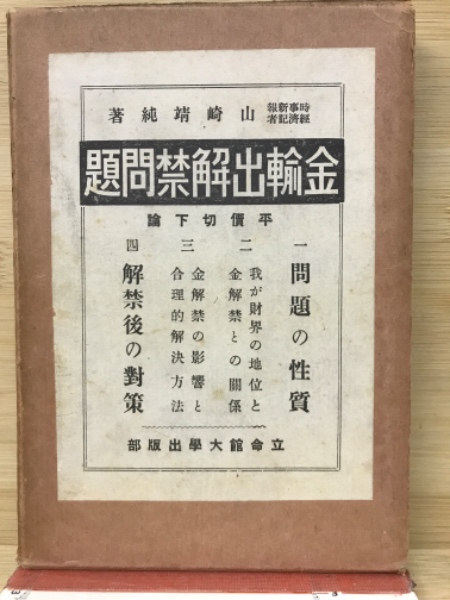 時事新報
經濟記者
山崎靖純著
金輸出解禁問題
平價切下論
一 問題の性質
二 我が財界の地位と
金解禁との關係
三 金解禁の影響と
合理的解決方法
四 解禁後の對策
立命館大學出版部